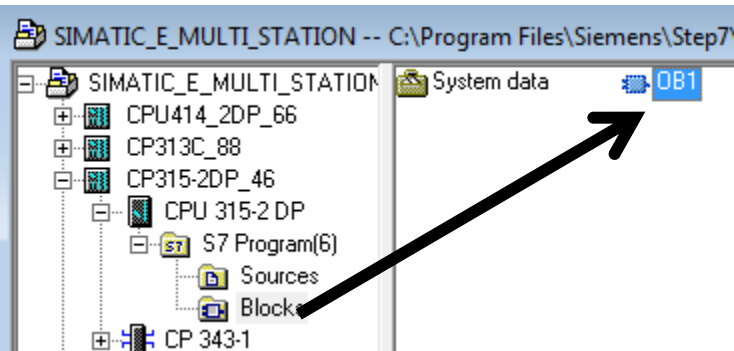 SIMATIC_E_MULTI_STATION -- C:\Program Files\Siemens\Step7\
SIMATIC_E_MULTI_STATION
System data
OB1
CPU414_2DP_66
CP313C_88
CP315-2DP_46
CPU 315-2 DP
S7 Program(6)
Sources
Blocks
CP 343-1